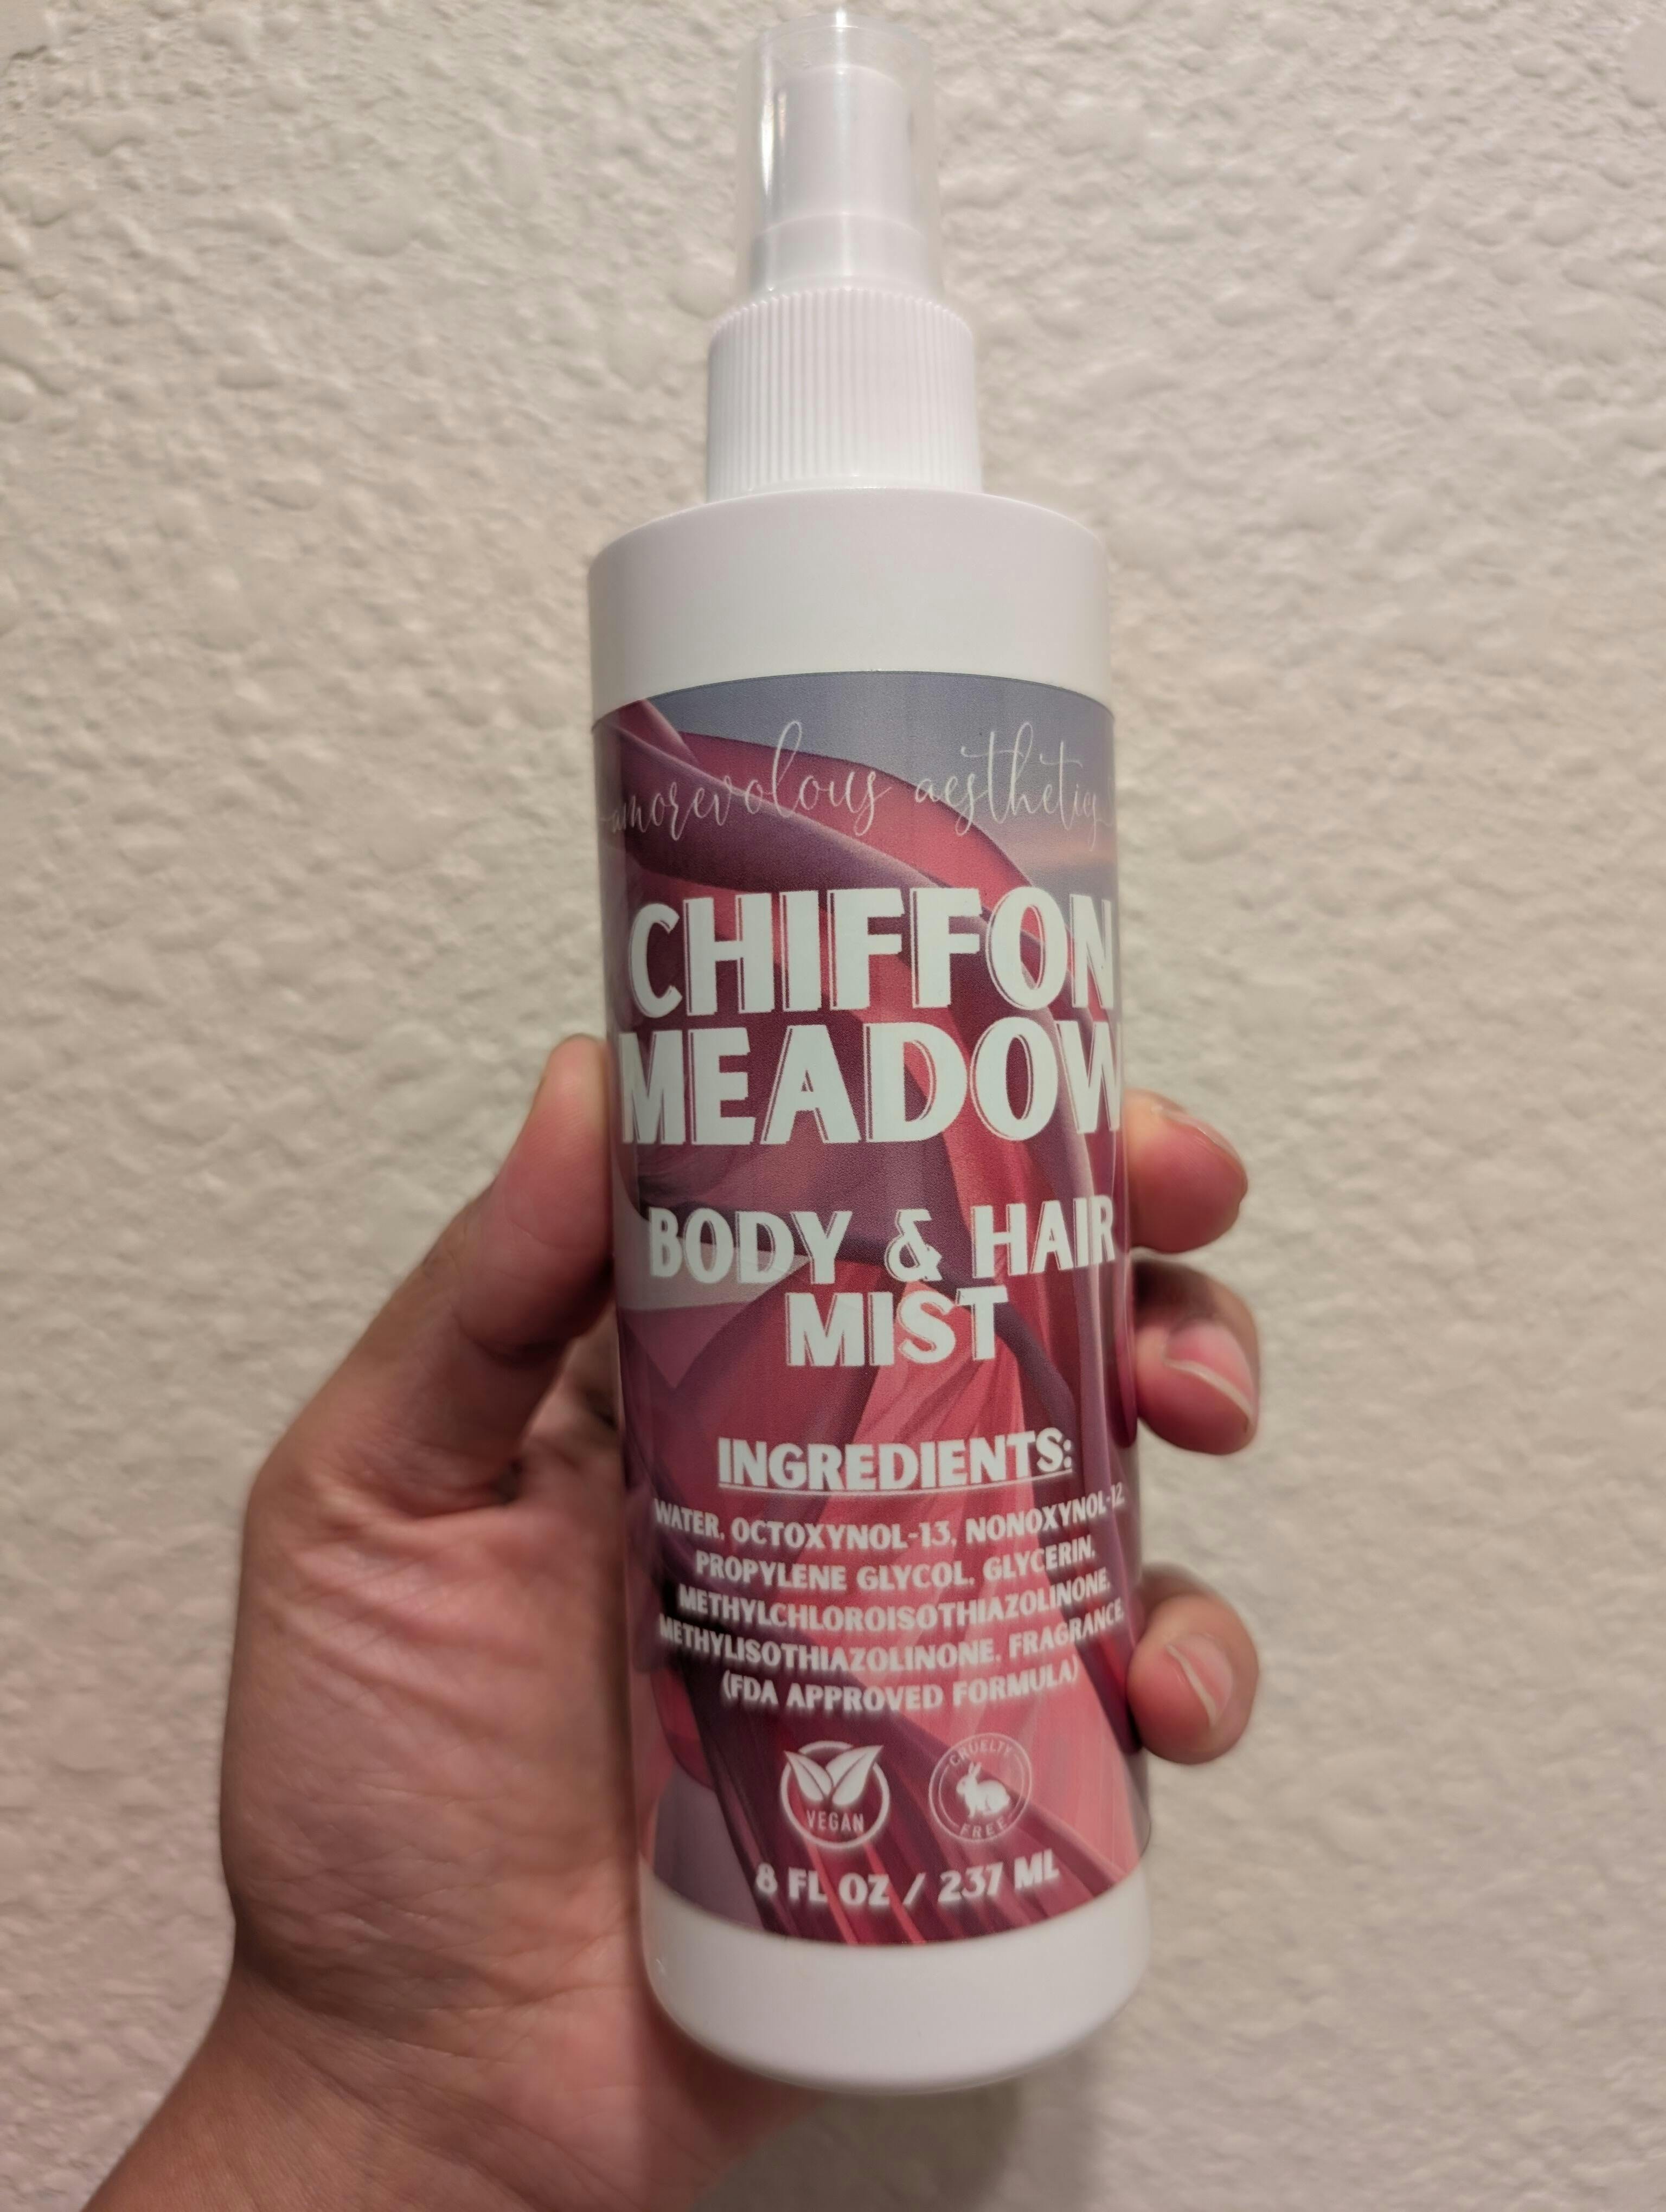 amorevolous aesthetics
CHIFFON
MEADOW
BODY & HAIR
MIST
INGREDIENTS:
WATER, OCTOXYNOL-13, NONOXYNOL-12,
PROPYLENE GLYCOL, GLYCERIN,
METHYLCHLOROISOTHIAZOLINONE,
METHYLISOTHIAZOLINONE, FRAGRANCE,
(FDA APPROVED FORMULA)
VEGAN
CRUELTY
FREE
8 FL OZ / 237 ML